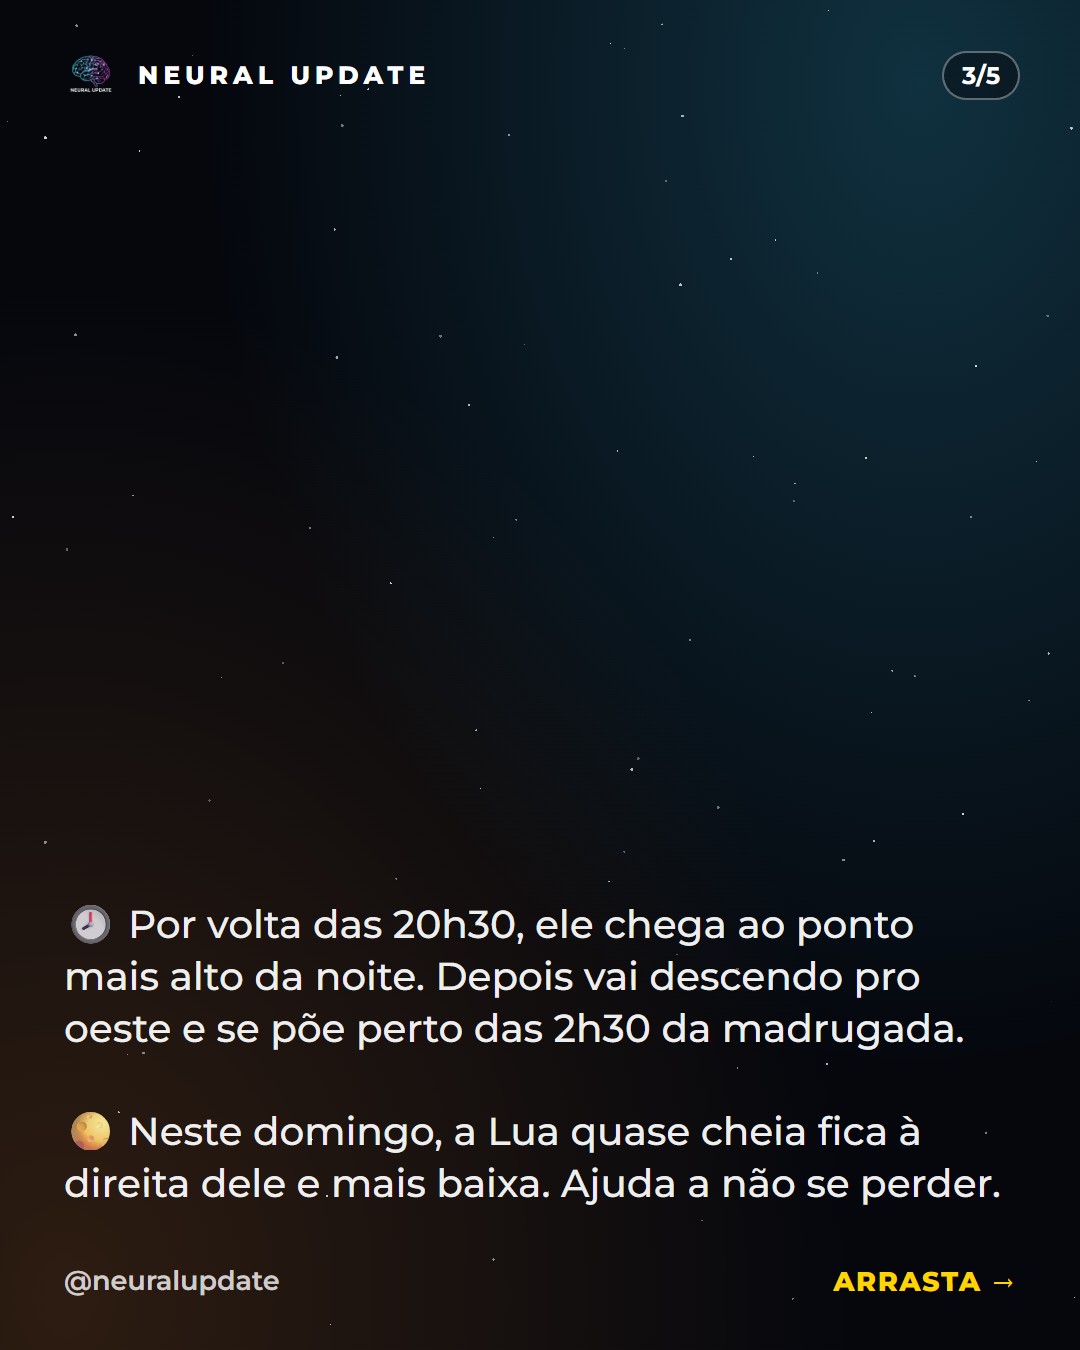 NEURAL UPDATE
NEURAL UPDATE
3/5
🕗 Por volta das 20h30, ele chega ao ponto
mais alto da noite. Depois vai descendo pro
oeste e se põe perto das 2h30 da madrugada.
🌕 Neste domingo, a Lua quase cheia fica à
direita dele e mais baixa. Ajuda a não se perder.
@neuralupdate
ARRASTA →